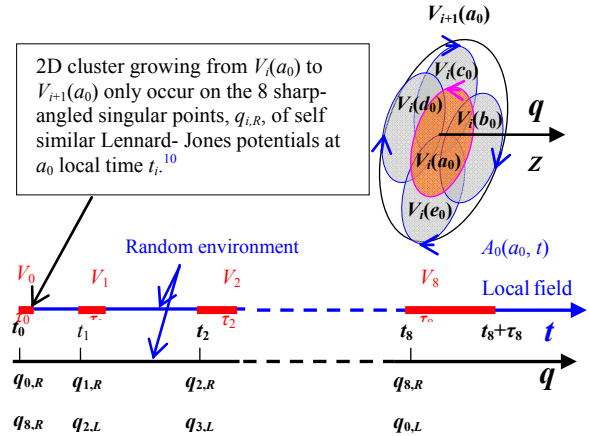 V_{i+1}(a_0)
2D cluster growing from V_i(a_0) to
V_{i+1}(a_0) only occur on the 8 sharp-
angled singular points, q_{i,R}, of self
similar Lennard- Jones potentials at
a_0 local time t_i.^{10}
V_i(c_0)
V_i(d_0)
V_i(b_0)
V_i(a_0)
V_i(e_0)
q
z
A_0(a_0, t)
Random environment
V_0 V_1 V_2 V_8
Local field
τ_0 τ_2
t_0 t_1 t_2 t_8 t_8+τ_8 t
q
q_{0,R} q_{1,R} q_{2,R} q_{8,R}
q_{8,R} q_{2,L} q_{3,L} q_{0,L}